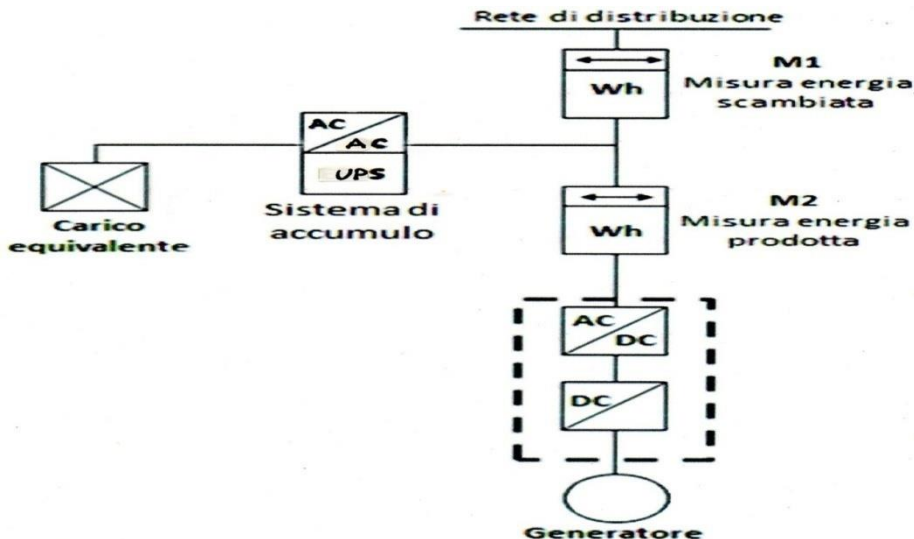 Rete di distribuzione
M1
Wh
Misura energia
scambiata
AC
AC
UPS
Sistema di
accumulo
Carico
equivalente
M2
Wh
Misura energia
prodotta
AC
DC
DC
Generatore